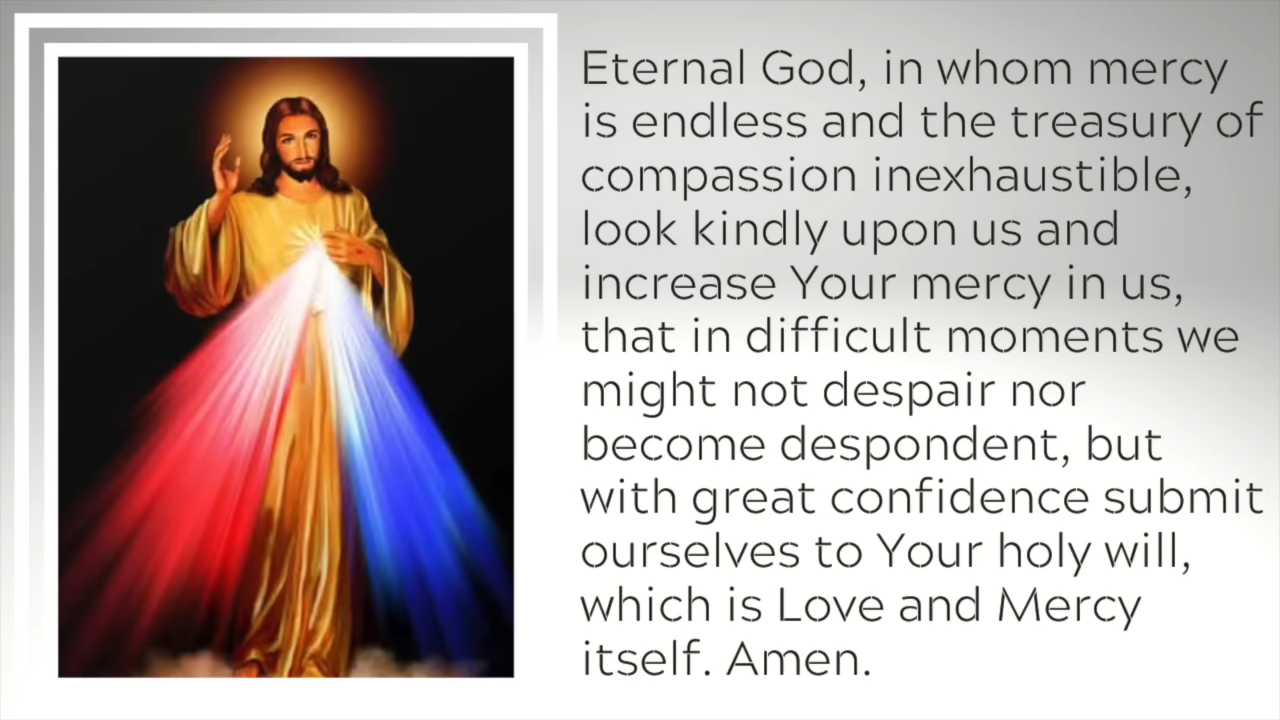 Eternal God, in whom mercy
is endless and the treasury of
compassion inexhaustible,
look kindly upon us and
increase Your mercy in us,
that in difficult moments we
might not despair nor
become despondent, but
with great confidence submit
ourselves to Your holy will,
which is Love and Mercy
itself. Amen.